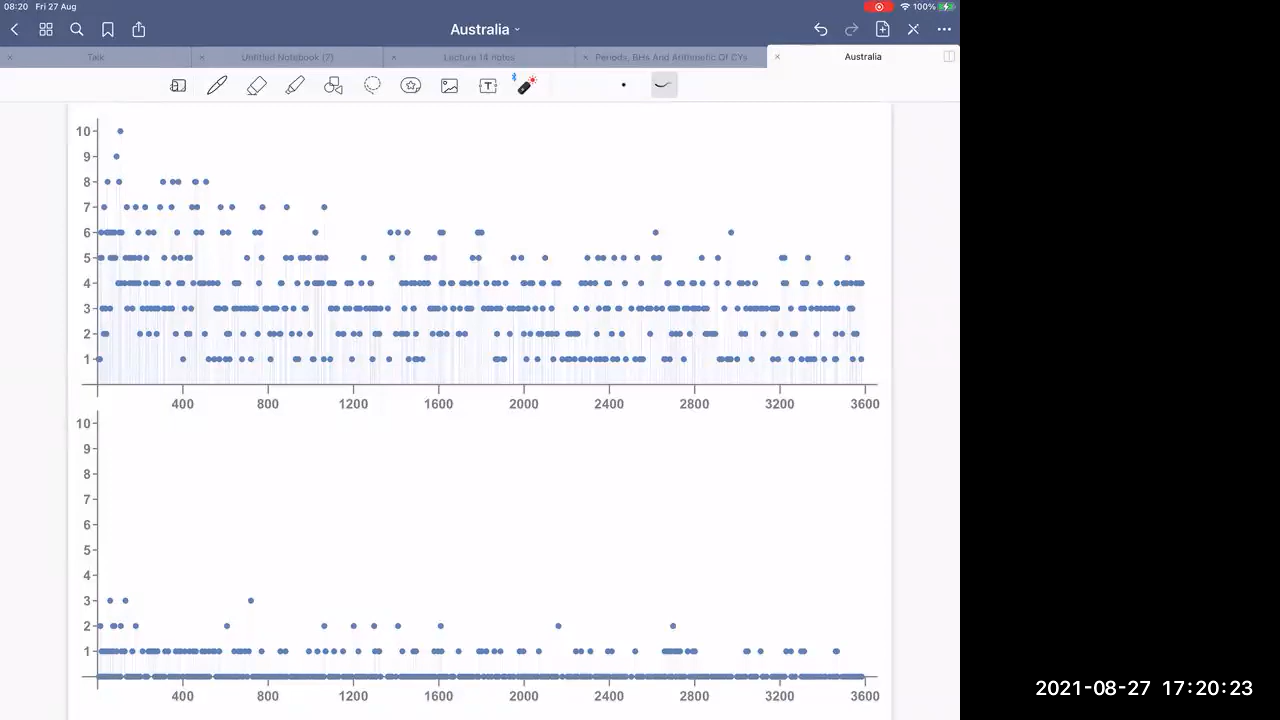 08:20 Fri 27 Aug
100%
Australia
Talk
Untitled Notebook (7)
Lecture 14 notes
Periods, BHs And Arithmetic Of CYs
Australia
10
9
8
7
6
5
4
3
2
1
400 800 1200 1600 2000 2400 2800 3200 3600
10
9
8
7
6
5
4
3
2
1
400 800 1200 1600 2000 2400 2800 3200 3600
2021-08-27 17:20:23